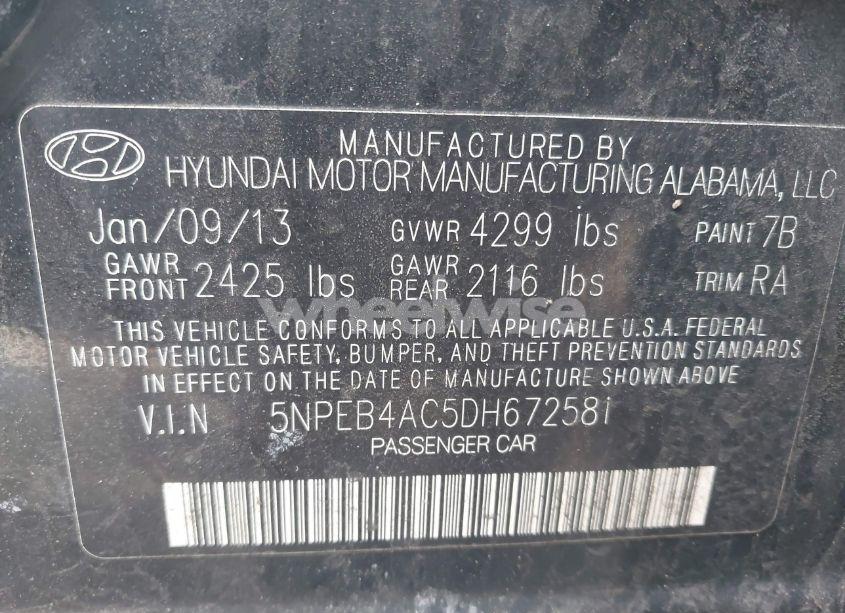 MANUFACTURED BY
HYUNDAI MOTOR MANUFACTURING ALABAMA, LLC
Jan/09/13 GVWR 4299 lbs PAINT 7B
GAWR FRONT 2425 lbs GAWR REAR 2116 lbs TRIM RA
wheelwise
THIS VEHICLE CONFORMS TO ALL APPLICABLE U.S.A. FEDERAL
MOTOR VEHICLE SAFETY, BUMPER, AND THEFT PREVENTION STANDARDS
IN EFFECT ON THE DATE OF MANUFACTURE SHOWN ABOVE
V.I.N 5NPEB4AC5DH672581
PASSENGER CAR